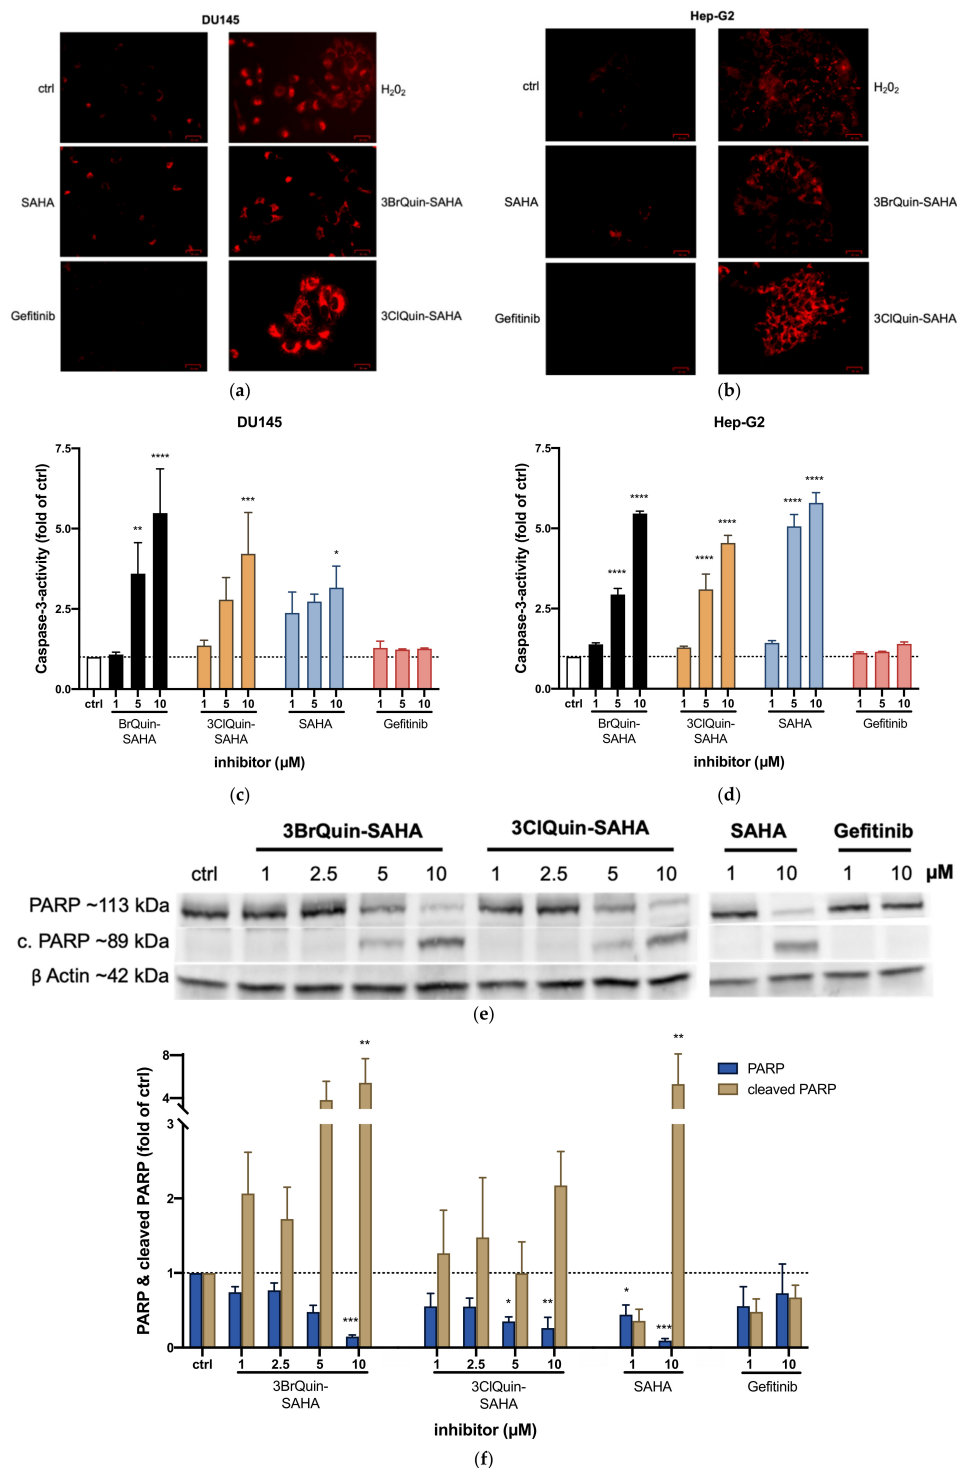 DU145
Hep-G2
ctrl
H₂0₂
SAHA
3BrQuin-SAHA
Gefitinib
3ClQuin-SAHA
ctrl
H₂0₂
SAHA
3BrQuin-SAHA
Gefitinib
3ClQuin-SAHA
(a)
(b)
DU145
Caspase-3-activity (fold of ctrl)
7.5
5.0
2.5
0.0
** **** *** *
ctrl 1 5 10 1 5 10 1 5 10 1 5 10
BrQuin-SAHA
3ClQuin-SAHA
SAHA
Gefitinib
inhibitor (µM)
(c)
Hep-G2
Caspase-3-activity (fold of ctrl)
7.5
5.0
2.5
0.0
**** **** **** **** **** ****
ctrl 1 5 10 1 5 10 1 5 10 1 5 10
BrQuin-SAHA
3ClQuin-SAHA
SAHA
Gefitinib
inhibitor (µM)
(d)
3BrQuin-SAHA 3ClQuin-SAHA SAHA Gefitinib
ctrl 1 2.5 5 10 1 2.5 5 10 1 10 1 10 µM
PARP ~113 kDa
c. PARP ~89 kDa
β Actin ~42 kDa
(e)
PARP & cleaved PARP (fold of ctrl)
8
4
3
2
1
0
PARP
cleaved PARP
** *** * ** * *** **
ctrl 1 2.5 5 10 1 2.5 5 10 1 10 1 10
3BrQuin-SAHA
3ClQuin-SAHA
SAHA
Gefitinib
inhibitor (µM)
(f)